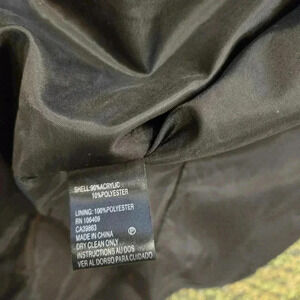 SHELL:90%ACRYLIC
10%POLYESTER
LINING: 100%POLYESTER
RN 106409
CA39863
MADE IN CHINA
P
DRY CLEAN ONLY
INSTRUCTIONS AU DOS
VER AL DORSO PARA CUIDADO